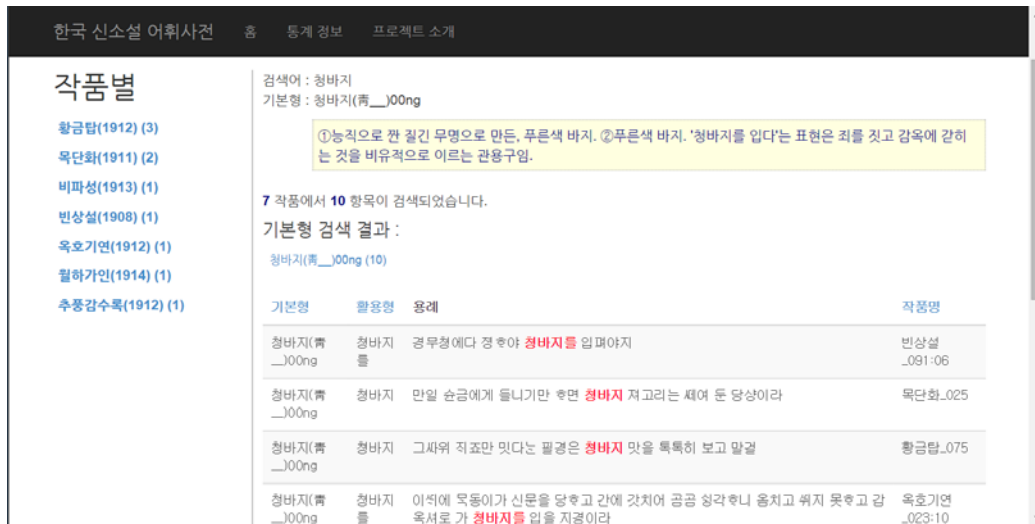 한국 신소설 어휘사전 홈 통계 정보 프로젝트 소개
작품별
황금탑(1912) (3)
목단화(1911) (2)
비파성(1913) (1)
빈상설(1908) (1)
옥호기연(1912) (1)
월하가인(1914) (1)
추풍감수록(1912) (1)
검색어 : 청바지
기본형 : 청바지(靑__)00ng
①능직으로 짠 질긴 무명으로 만든, 푸른색 바지. ②푸른색 바지. '청바지를 입다'는 표현은 죄를 짓고 감옥에 갇히
는 것을 비유적으로 이르는 관용구임.
7 작품에서 10 항목이 검색되었습니다.
기본형 검색 결과 :
청바지(靑__)00ng (10)
기본형 활용형 용례 작품명
청바지(靑 청바지 경무청에다 졍ᄒᆞ야 청바지를 입펴야지 빈상설
__)00ng 를 _091:06
청바지(靑 청바지 만일 슌금에게 들니기만 ᄒᆞ면 청바지 져고리는 ᄯᅦ여 둔 당상이라 목단화_025
__)00ng
청바지(靑 청바지 그싸위 직죠만 밋다는 필경은 청바지 맛을 톡톡히 보고 말걸 황금탑_075
__)00ng
청바지(靑 청바지 신문을 당ᄒᆞ고 간에 갓치어 곰곰 ᄉᆡᆼ각ᄒᆞ니 옴치고 ᄯᅱ지 못ᄒᆞ고 감 옥호기연
__)00ng 를 옥셔로 가 청바지를 입을 지경이라 _023:10